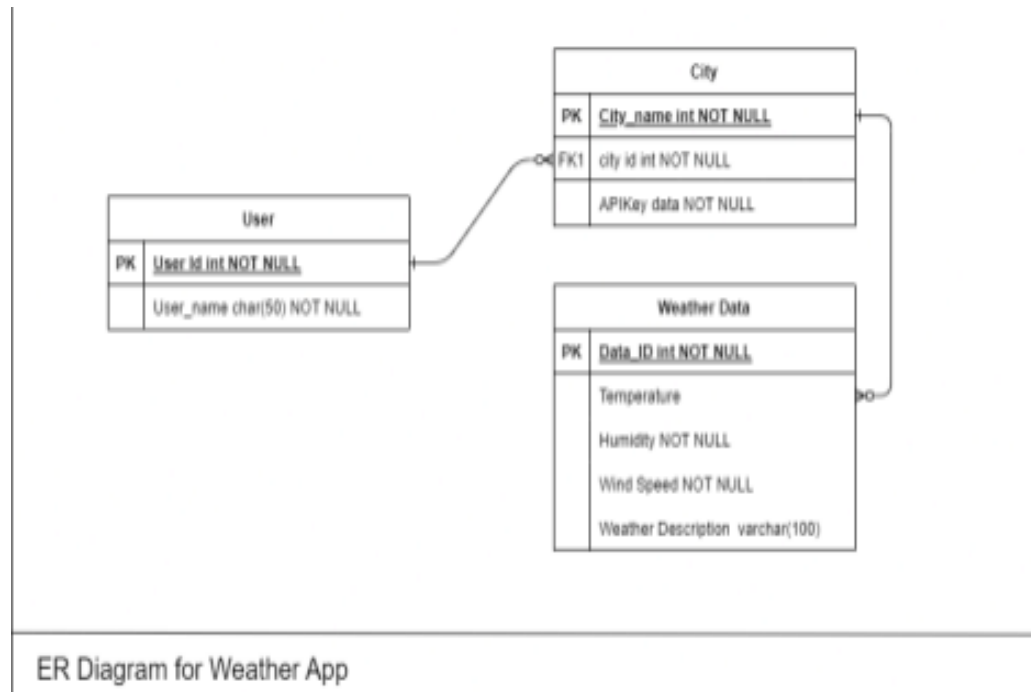 City
PK City_name int NOT NULL
FK1 city id int NOT NULL
APIKey data NOT NULL
User
PK User Id int NOT NULL
User_name char(50) NOT NULL
Weather Data
PK Data_ID int NOT NULL
Temperature
Humidity NOT NULL
Wind Speed NOT NULL
Weather Description varchar(100)
ER Diagram for Weather App